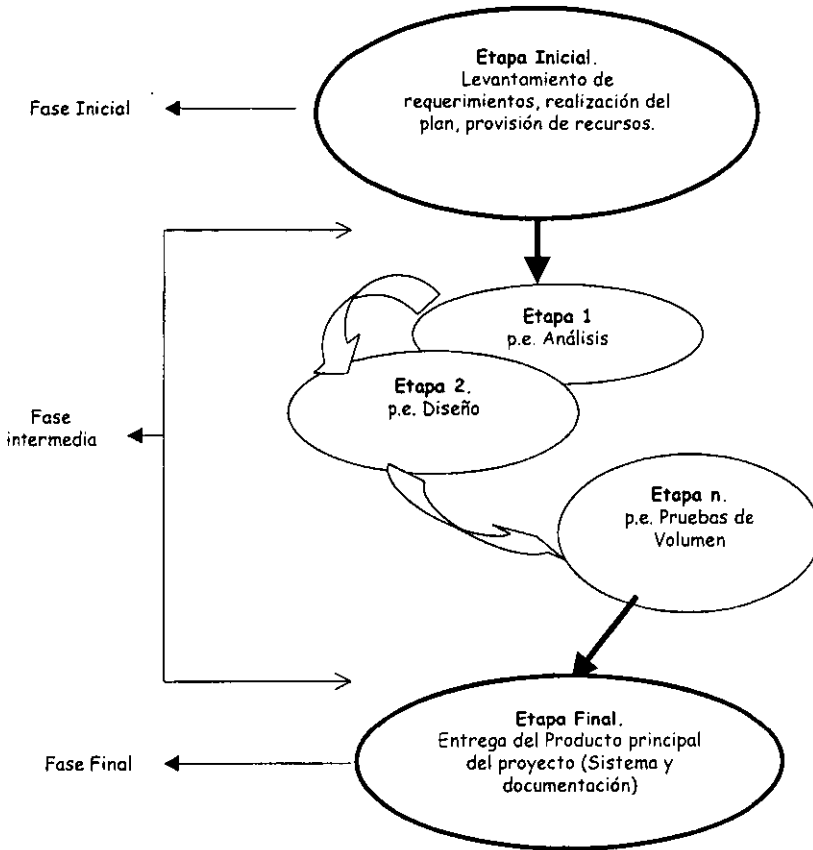 Etapa Inicial.
Levantamiento de
requerimientos, realización del
plan, provisión de recursos.
Fase Inicial
Etapa 1
p.e. Análisis
Etapa 2.
p.e. Diseño
Fase
intermedia
Etapa n.
p.e. Pruebas de
Volumen
Etapa Final.
Entrega del Producto principal
del proyecto (Sistema y
documentación)
Fase Final